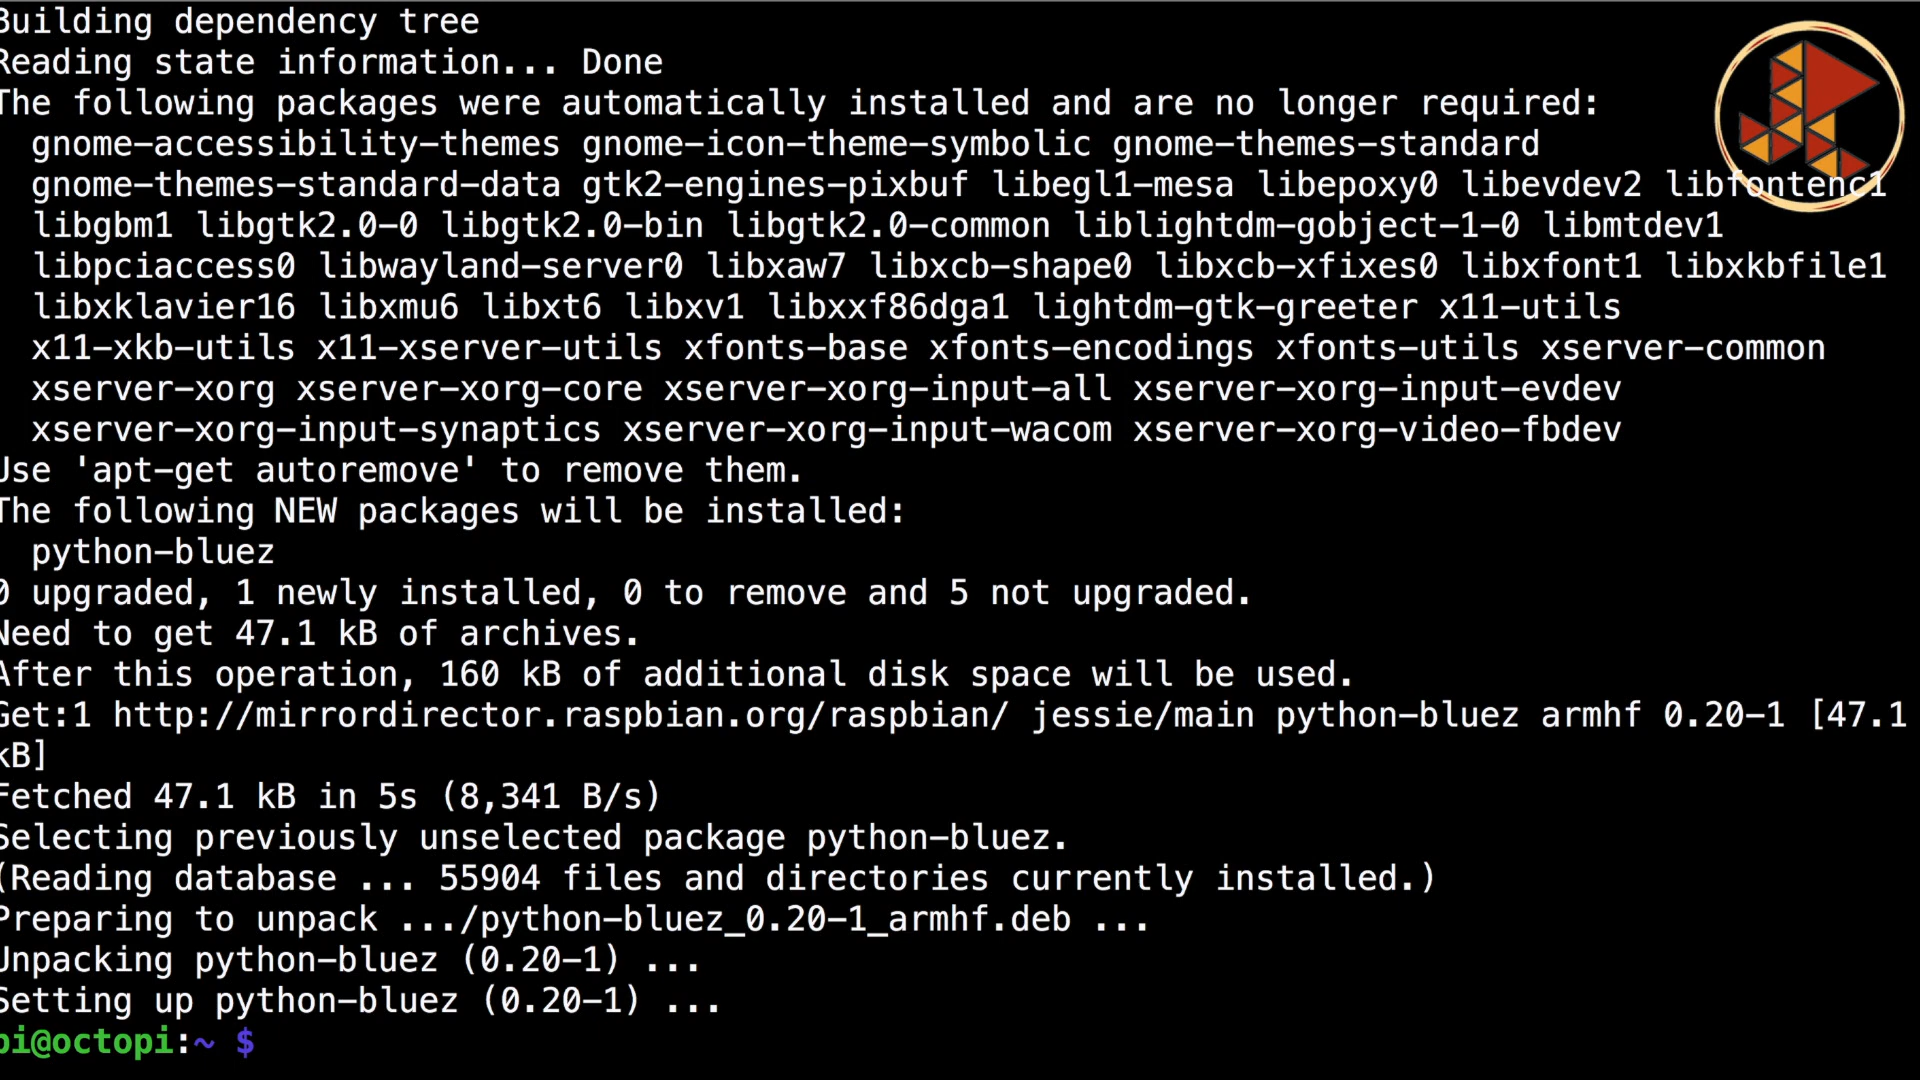 Building dependency tree
Reading state information... Done
The following packages were automatically installed and are no longer required:
gnome-accessibility-themes gnome-icon-theme-symbolic gnome-themes-standard
gnome-themes-standard-data gtk2-engines-pixbuf libegl1-mesa libepoxy0 libevdev2 libfontenc1
libgbm1 libgtk2.0-0 libgtk2.0-bin libgtk2.0-common liblightdm-gobject-1-0 libmtdev1
libpciaccess0 libwayland-server0 libxaw7 libxcb-shape0 libxcb-xfixes0 libxfont1 libxkbfile1
libxklavier16 libxmu6 libxt6 libxv1 libxxf86dga1 lightdm-gtk-greeter x11-utils
x11-xkb-utils x11-xserver-utils xfonts-base xfonts-encodings xfonts-utils xserver-common
xserver-xorg xserver-xorg-core xserver-xorg-input-all xserver-xorg-input-evdev
xserver-xorg-input-synaptics xserver-xorg-input-wacom xserver-xorg-video-fbdev
Use 'apt-get autoremove' to remove them.
The following NEW packages will be installed:
python-bluez
0 upgraded, 1 newly installed, 0 to remove and 5 not upgraded.
Need to get 47.1 kB of archives.
After this operation, 160 kB of additional disk space will be used.
Get:1 http://mirrordirector.raspbian.org/raspbian/ jessie/main python-bluez armhf 0.20-1 [47.1
kB]
Fetched 47.1 kB in 5s (8,341 B/s)
Selecting previously unselected package python-bluez.
(Reading database ... 55904 files and directories currently installed.)
Preparing to unpack .../python-bluez_0.20-1_armhf.deb ...
Unpacking python-bluez (0.20-1) ...
Setting up python-bluez (0.20-1) ...
pi@octopi:~ $